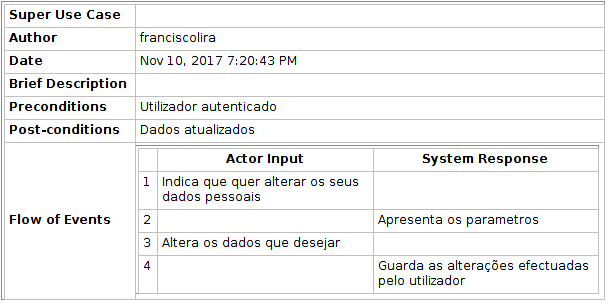 Super Use Case
Author franciscolira
Date Nov 10, 2017 7:20:43 PM
Brief Description
Preconditions Utilizador autenticado
Post-conditions Dados atualizados
Flow of Events
Actor Input System Response
1 Indica que quer alterar os seus
dados pessoais
2 Apresenta os parametros
3 Altera os dados que desejar
4 Guarda as alterações efectuadas
pelo utilizador